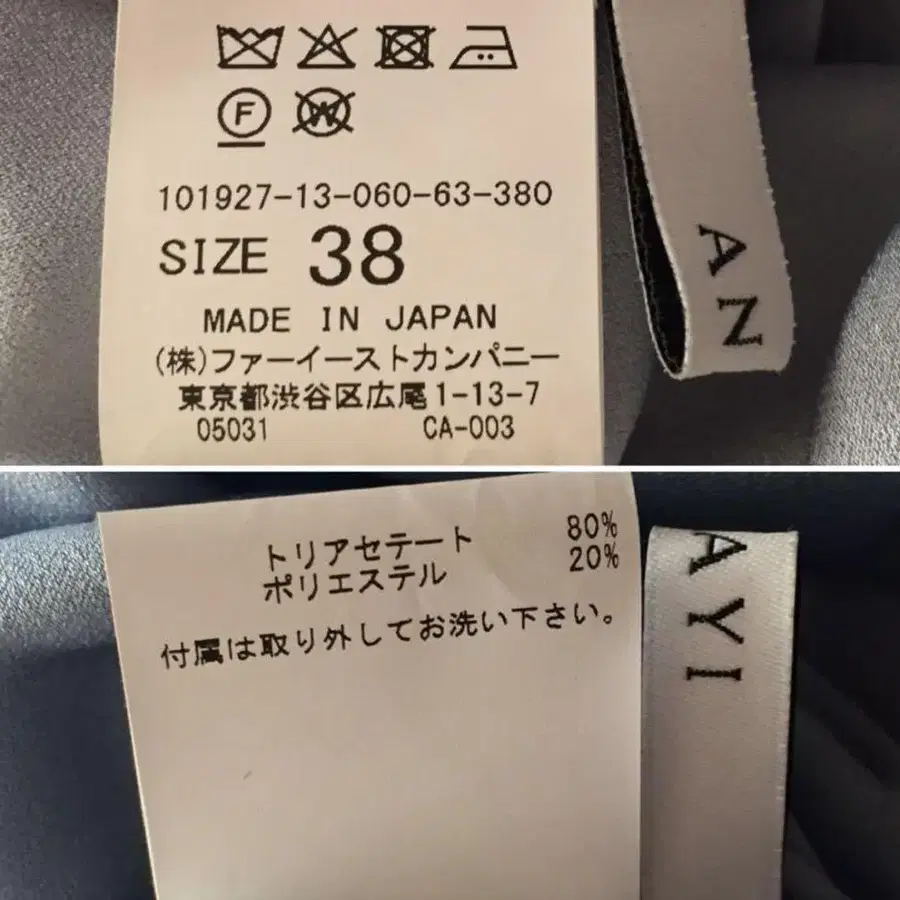 F
W
101927-13-060-63-380
SIZE 38
MADE IN JAPAN
(株)ファーイーストカンパニー
東京都渋谷区広尾1-13-7
05031 CA-003
AN
トリアセテート 80%
ポリエステル 20%
付属は取り外してお洗い下さい。
AYI